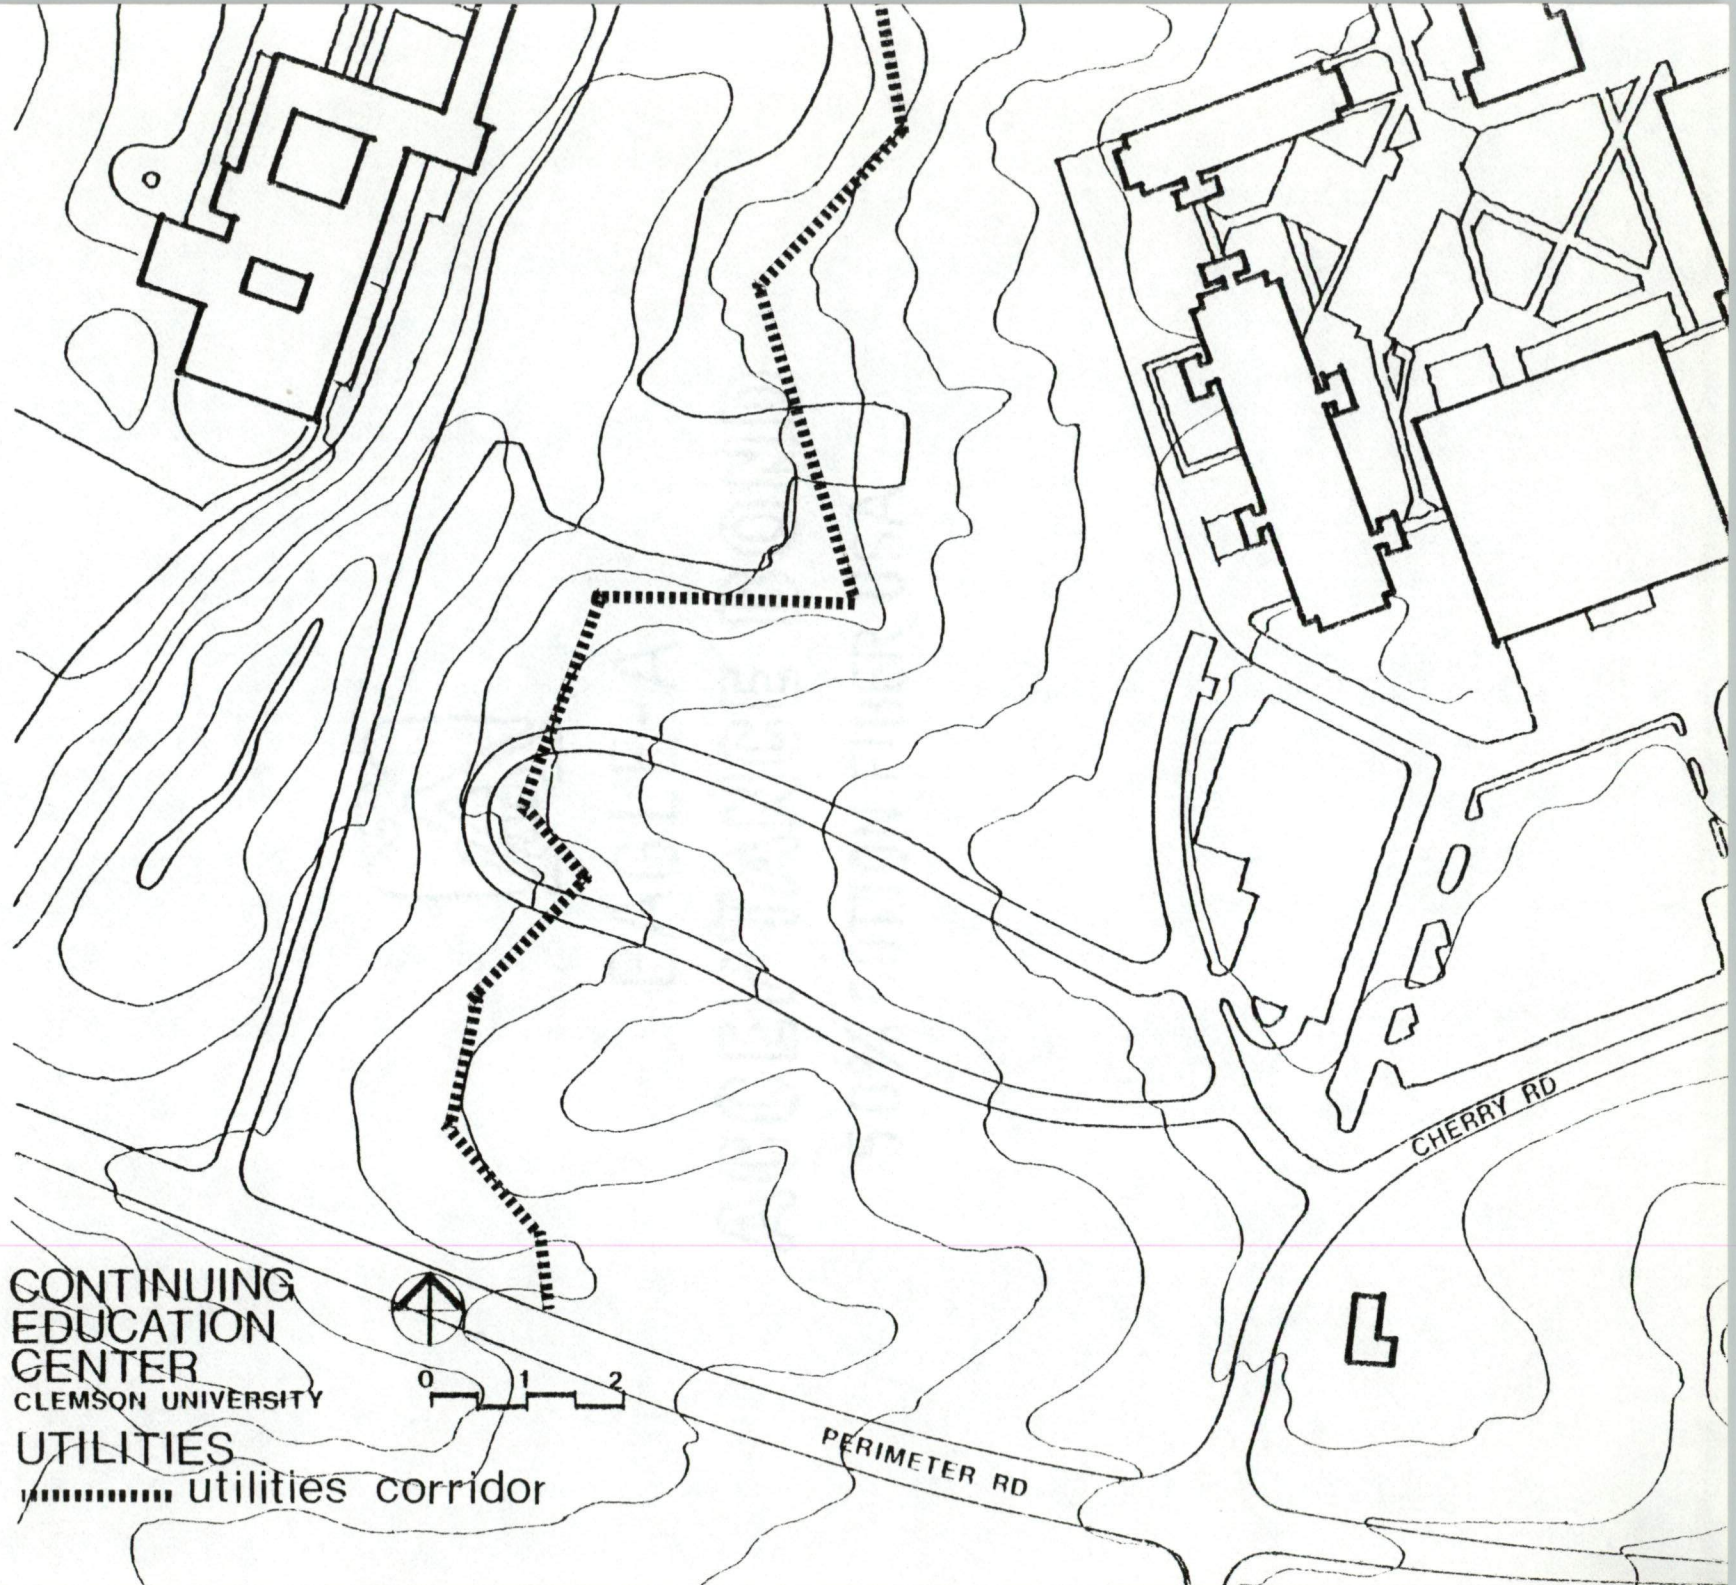 CHERRY RD
CONTINUING
EDUCATION
CENTER
CLEMSON UNIVERSITY
0 1 2
UTILITIES
utilities corridor
PERIMETER RD